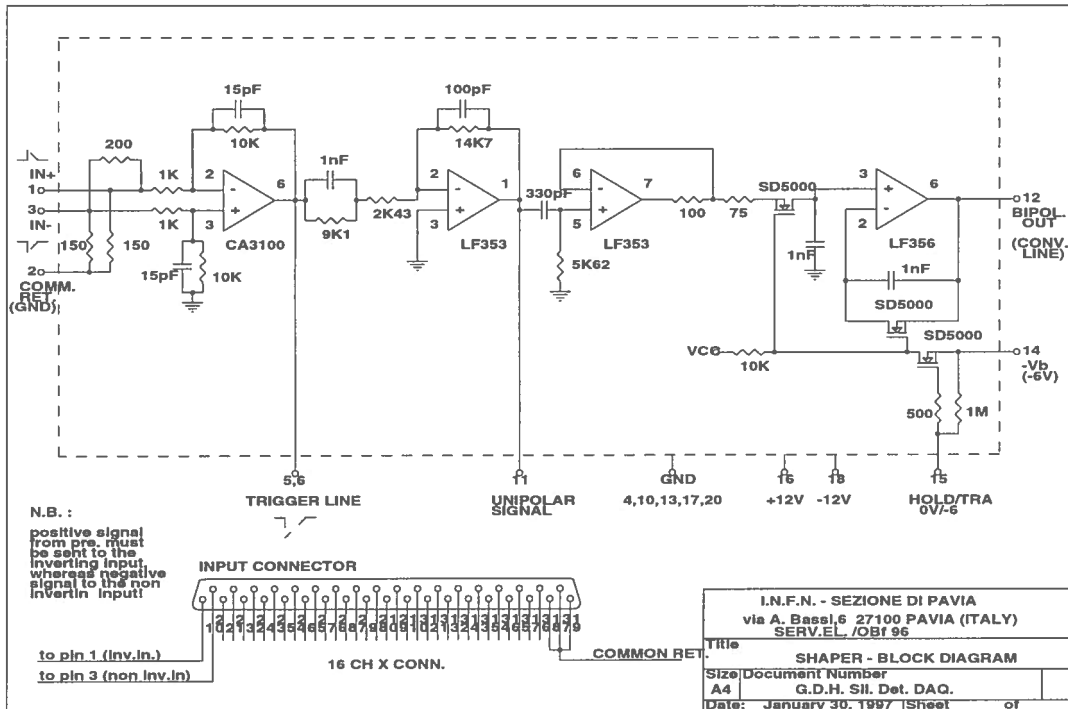 15pF
100pF
200
10K
14K7
IN+
1nF
SD5000
1
1K
2
6
2
1
6
7
3
6
12
3
1K
3
2K43
3
330pF
5
100
75
2
BIPOL.
OUT
IN-
CA3100
9K1
LF353
LF353
LF356
(CONV.
LINE)
150
150
1nF
2
15pF
10K
5K62
1nF
COMM.
RET.
(GND)
SD5000
SD5000
VCC
14
10K
-Vb
(-6V)
500
1M
5,6
11
GND
16
18
15
TRIGGER LINE
UNIPOLAR
SIGNAL
4,10,13,17,20
+12V
-12V
HOLD/TRA
0V/-6
N.B. :
positive signal
from pre. must
be sent to the
inverting input,
whereas negative
signal to the non
invertin input!
INPUT CONNECTOR
to pin 1 (inv.in.)
to pin 3 (non inv.in)
16 CH X CONN.
COMMON RET.
I.N.F.N. - SEZIONE DI PAVIA
via A. Bassi,6 27100 PAVIA (ITALY)
SERV.EL. /OBf 96
Title
SHAPER - BLOCK DIAGRAM
Size Document Number
A4 G.D.H. Sil. Det. DAQ.
Date: January 30, 1997 Sheet of